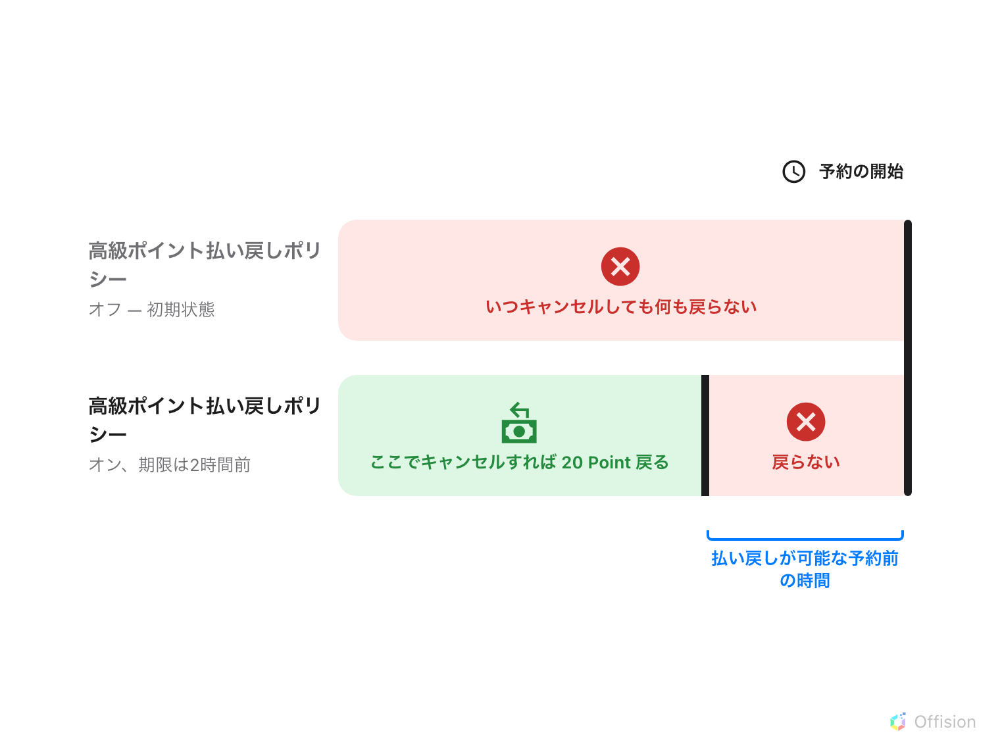 予約の開始
高級ポイント払い戻しポリ
シー
オフ — 初期状態
いつキャンセルしても何も戻らない
高級ポイント払い戻しポリ
シー
オン、期限は2時間前
ここでキャンセルすれば 20 Point 戻る
戻らない
払い戻しが可能な予約前
の時間
Offision